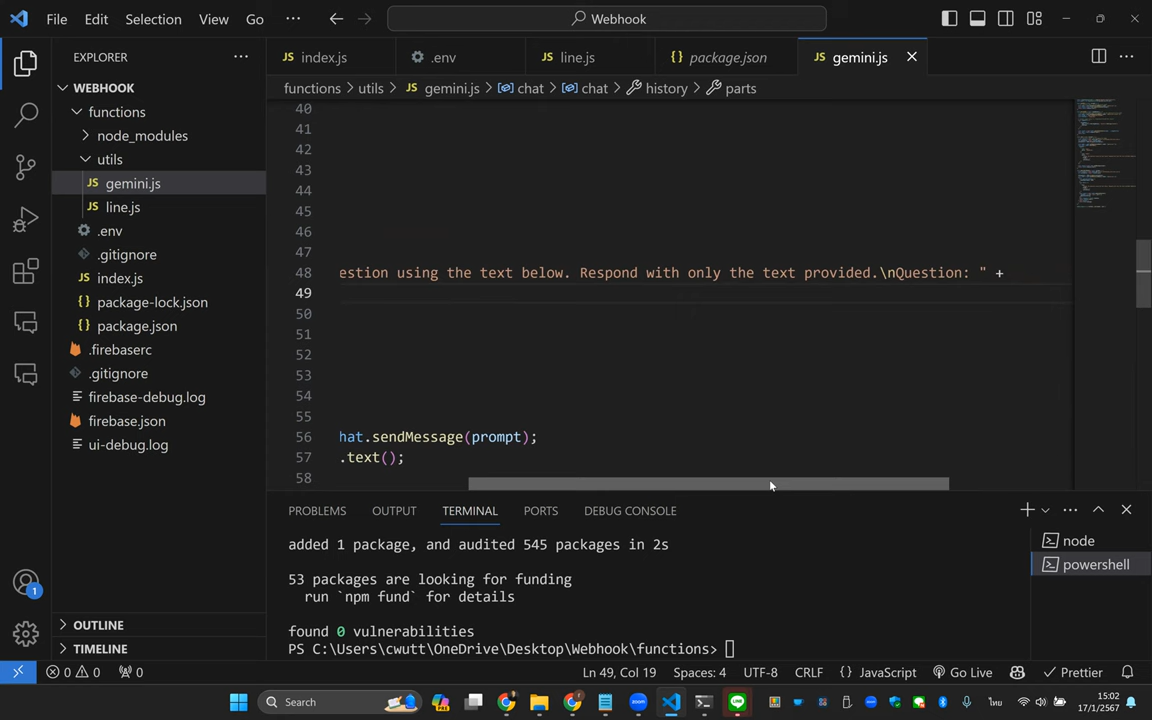 File Edit Selection View Go ··· Webhook
EXPLORER ···
index.js .env line.js package.json gemini.js
WEBHOOK
functions
node_modules
utils
gemini.js
line.js
.env
.gitignore
index.js
package-lock.json
package.json
.firebaserc
.gitignore
firebase-debug.log
firebase.json
ui-debug.log
OUTLINE
TIMELINE
functions > utils > JS gemini.js > chat > chat > history > parts
40
41
42
43
44
45
46
47
48 estion using the text below. Respond with only the text provided.\nQuestion: " +
49
50
51
52
53
54
55
56 hat.sendMessage(prompt);
57 .text();
58
PROBLEMS OUTPUT TERMINAL PORTS DEBUG CONSOLE
added 1 package, and audited 545 packages in 2s
53 packages are looking for funding
run `npm fund` for details
found 0 vulnerabilities
PS C:\Users\cwutt\OneDrive\Desktop\Webhook\functions>
node
powershell
0 0 0 Ln 49, Col 19 Spaces: 4 UTF-8 CRLF {} JavaScript Go Live Prettier
Search ไทย 15:02
17/1/2567